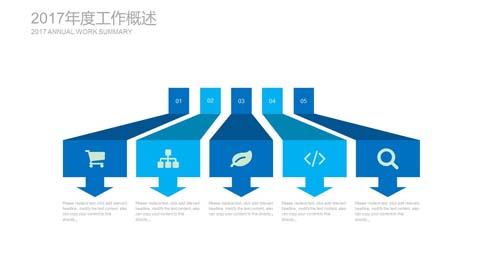 2017年度工作概述
2017 ANNUAL WORK SUMMARY
01
02
03
04
05
Please replace text, click add relevant
headline, modify the text content, also
can copy your content to this
directly.,
Please replace text, click add relevant
headline, modify the text content, also
can copy your content to this
directly.,
Please replace text, click add relevant
headline, modify the text content, also
can copy your content to this
directly.,
Please replace text, click add relevant
headline, modify the text content, also
can copy your content to this
directly.,
Please replace text, click add relevant
headline, modify the text content, also
can copy your content to this
directly.,